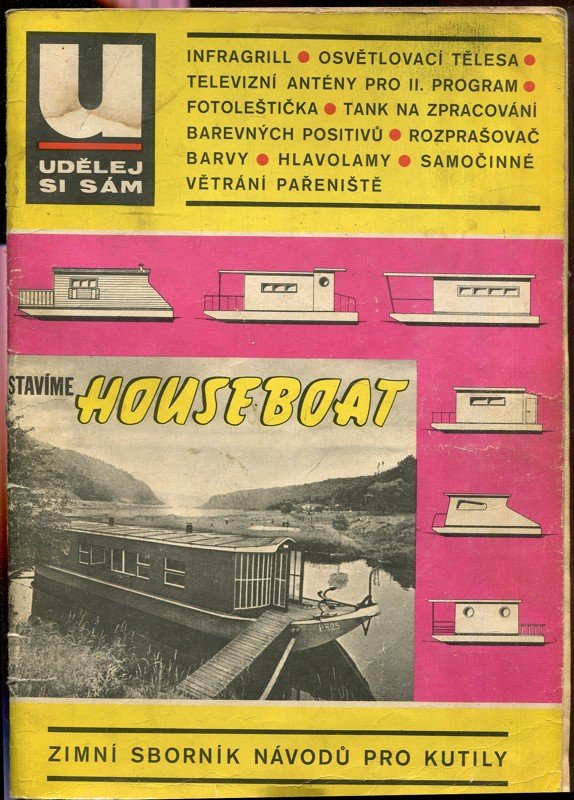 u
UDĚLEJ
SI SÁM
INFRAGRILL ● OSVĚTLOVACÍ TĚLESA ●
TELEVIZNÍ ANTÉNY PRO II. PROGRAM ●
FOTOLEŠTIČKA ● TANK NA ZPRACOVÁNÍ
BAREVNÝCH POSITIVŮ ● ROZPRAŠOVAČ
BARVY ● HLAVOLAMY ● SAMOČINNÉ
VĚTRÁNÍ PAŘENIŠTĚ
STAVÍME HOUSEBOAT
ZIMNÍ SBORNÍK NÁVODŮ PRO KUTILY